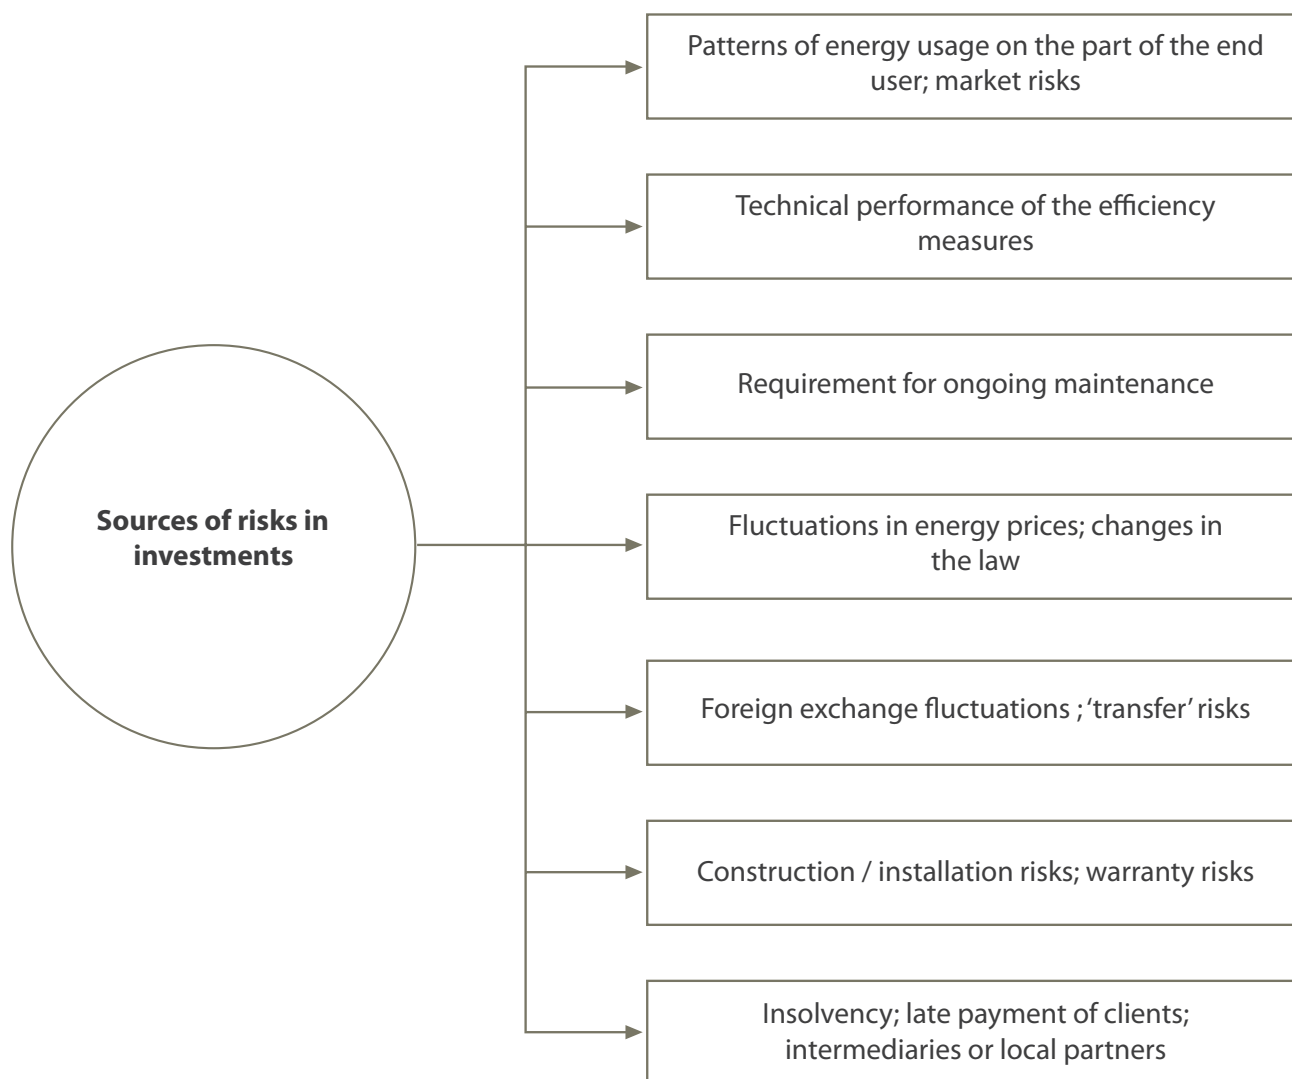 Patterns of energy usage on the part of the end
user; market risks
Technical performance of the efficiency
measures
Requirement for ongoing maintenance
Sources of risks in
investments
Fluctuations in energy prices; changes in
the law
Foreign exchange fluctuations ; ‘transfer’ risks
Construction / installation risks; warranty risks
Insolvency; late payment of clients;
intermediaries or local partners